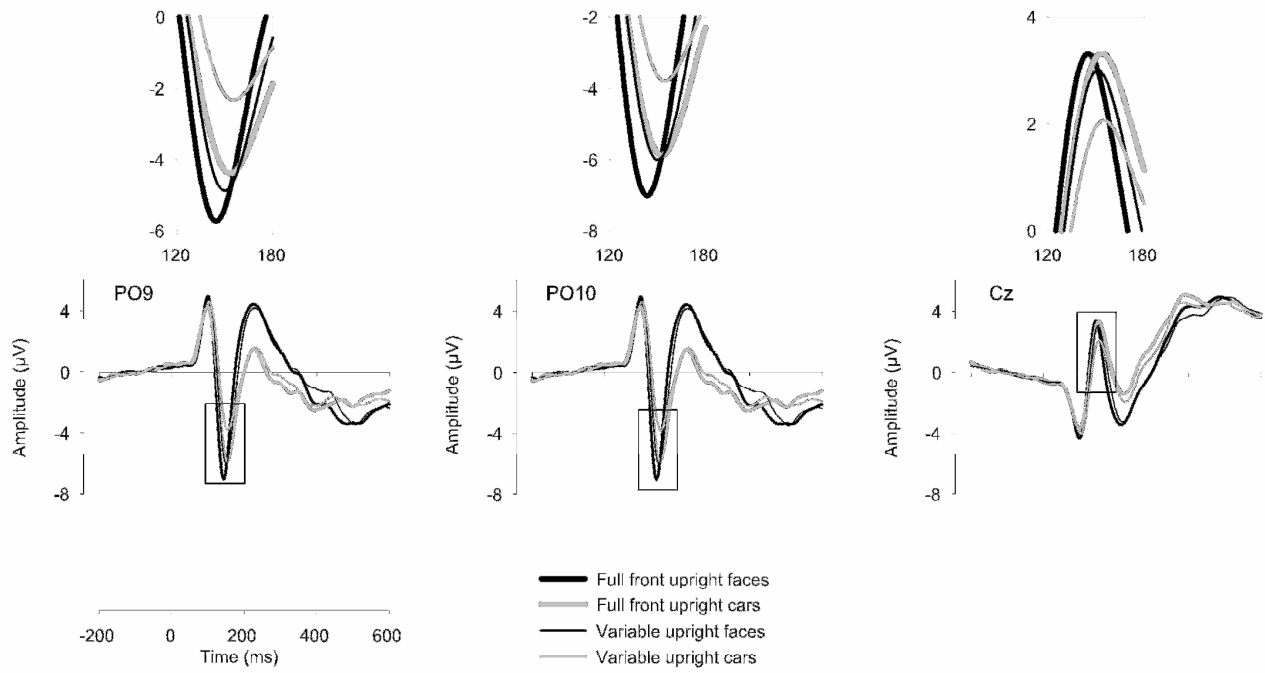 0
-2
-4
-6
120
180
-2
-4
-6
-8
120
180
4
2
0
120
180
PO9
4
0
-4
-8
Amplitude (µV)
PO10
4
0
-4
-8
Amplitude (µV)
Cz
4
0
-4
-8
Amplitude (µV)
-200 0 200 400 600
Time (ms)
Full front upright faces
Full front upright cars
Variable upright faces
Variable upright cars